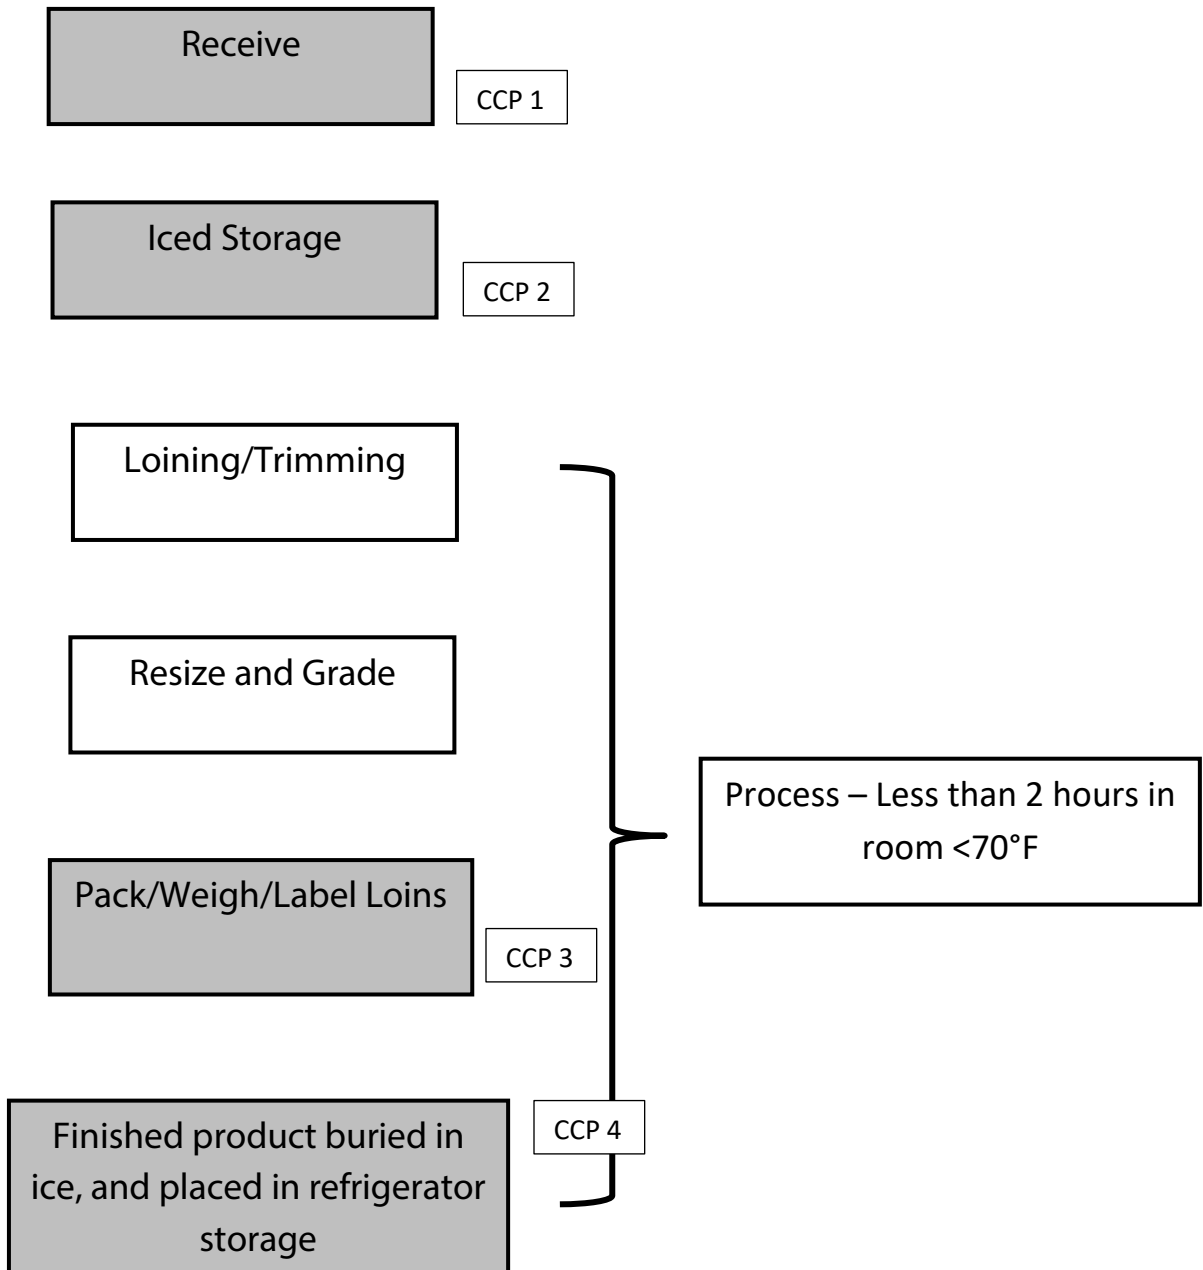 Receive
CCP 1
Iced Storage
CCP 2
Loining/Trimming
Resize and Grade
Process – Less than 2 hours in
room <70°F
Pack/Weigh/Label Loins
CCP 3
CCP 4
Finished product buried in
ice, and placed in refrigerator
storage